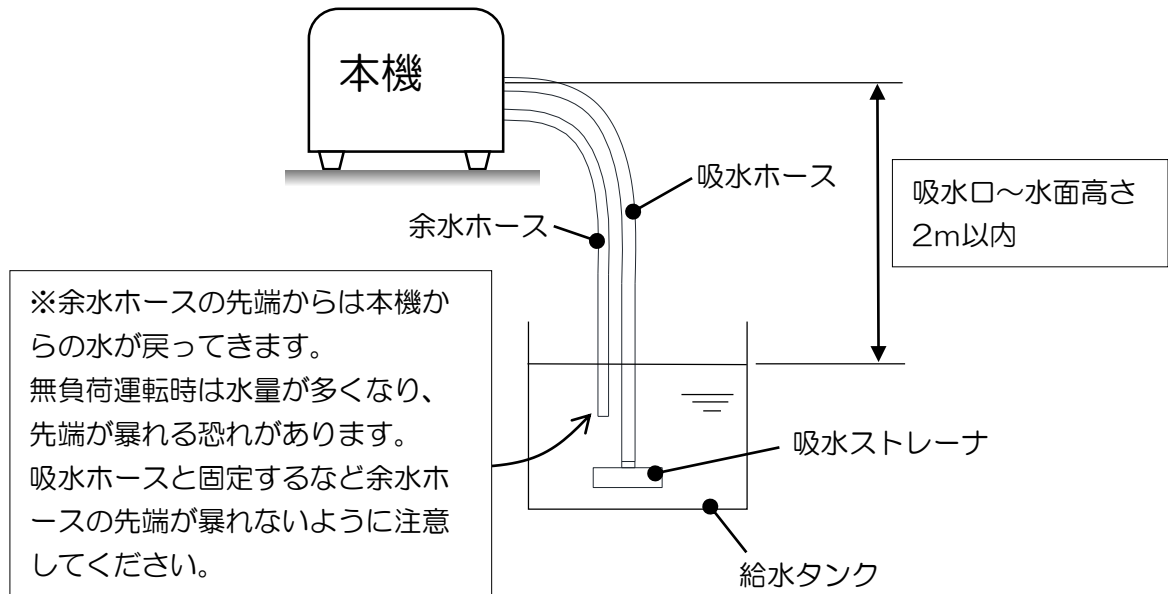 本機
吸水ホース
余水ホース
吸水口～水面高さ
2m以内
※余水ホースの先端からは本機か
らの水が戻ってきます。
無負荷運転時は水量が多くなり、
先端が暴れる恐れがあります。
吸水ホースと固定するなど余水ホ
ースの先端が暴れないように注意
してください。
吸水ストレーナ
給水タンク